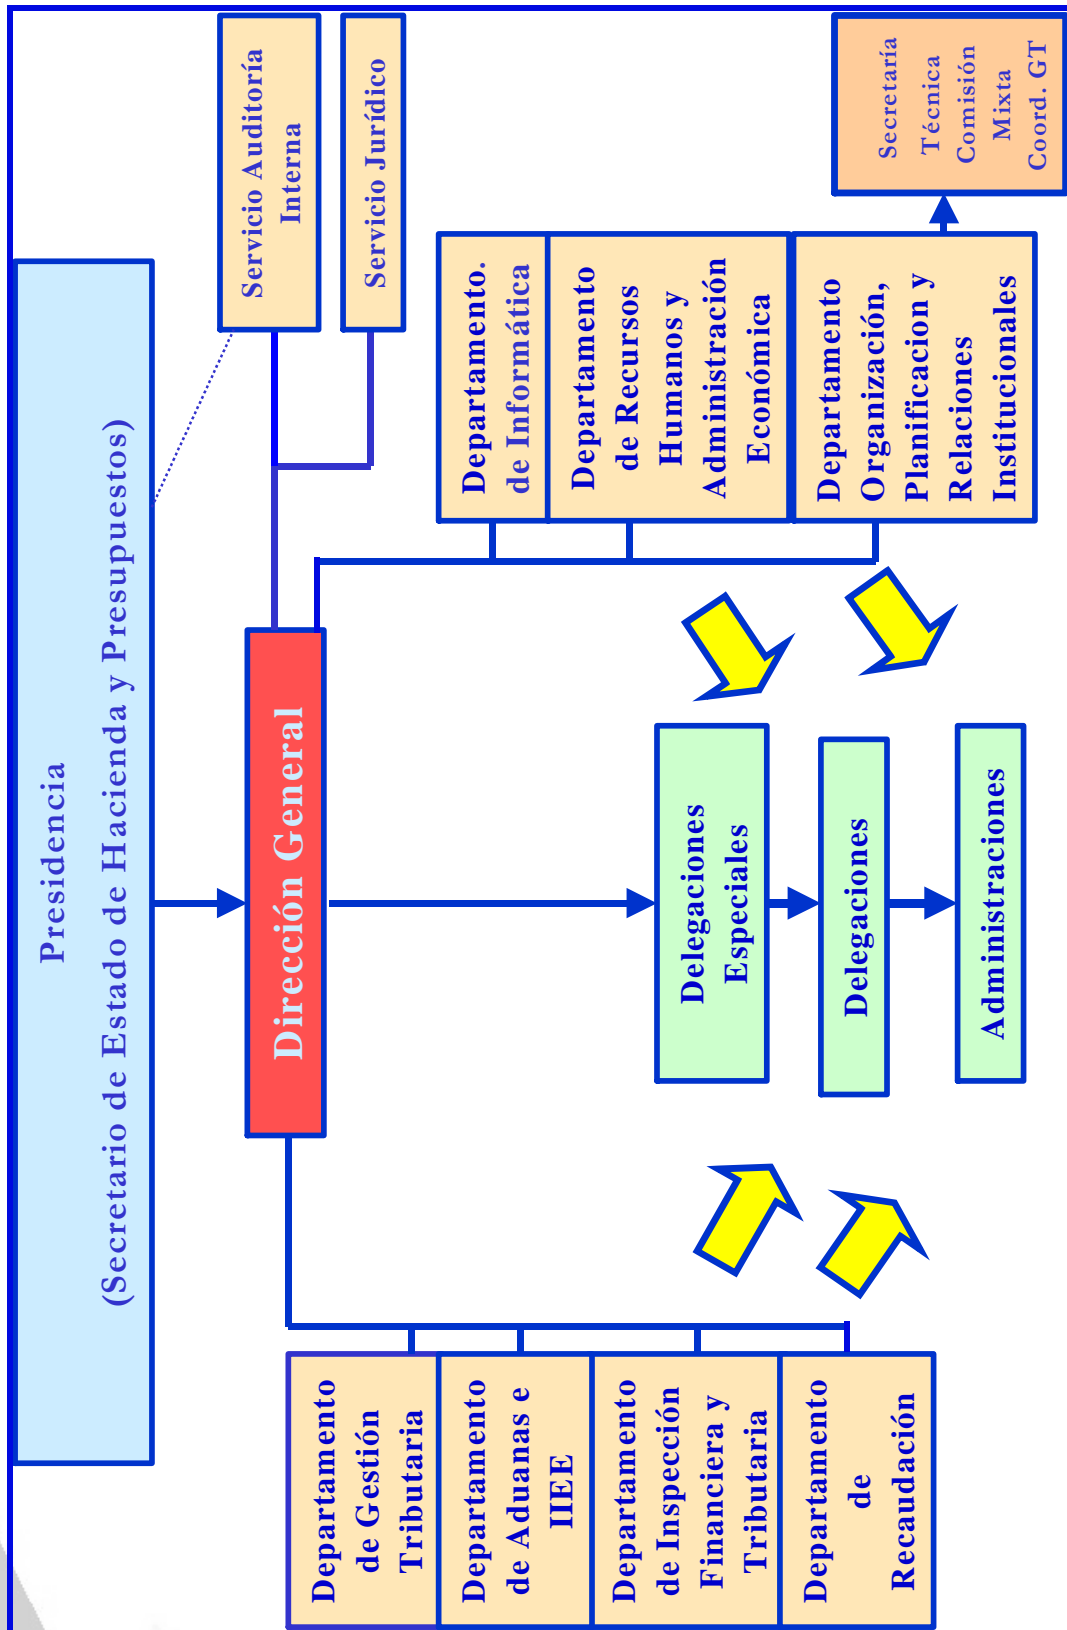 Presidencia
(Secretario de Estado de Hacienda y Presupuestos)
Servicio Auditoría
Interna
Servicio Jurídico
Dirección General
Departamento
de Gestión
Tributaria
Departamento
de Aduanas e
IIEE
Departamento
de Inspección
Financiera y
Tributaria
Departamento
de
Recaudación
Delegaciones
Especiales
Delegaciones
Administraciones
Departamento.
de Informática
Departamento
de Recursos
Humanos y
Administración
Económica
Departamento
Organización,
Planificacion y
Relaciones
Institucionales
Secretaría
Técnica
Comisión
Mixta
Coord. GT